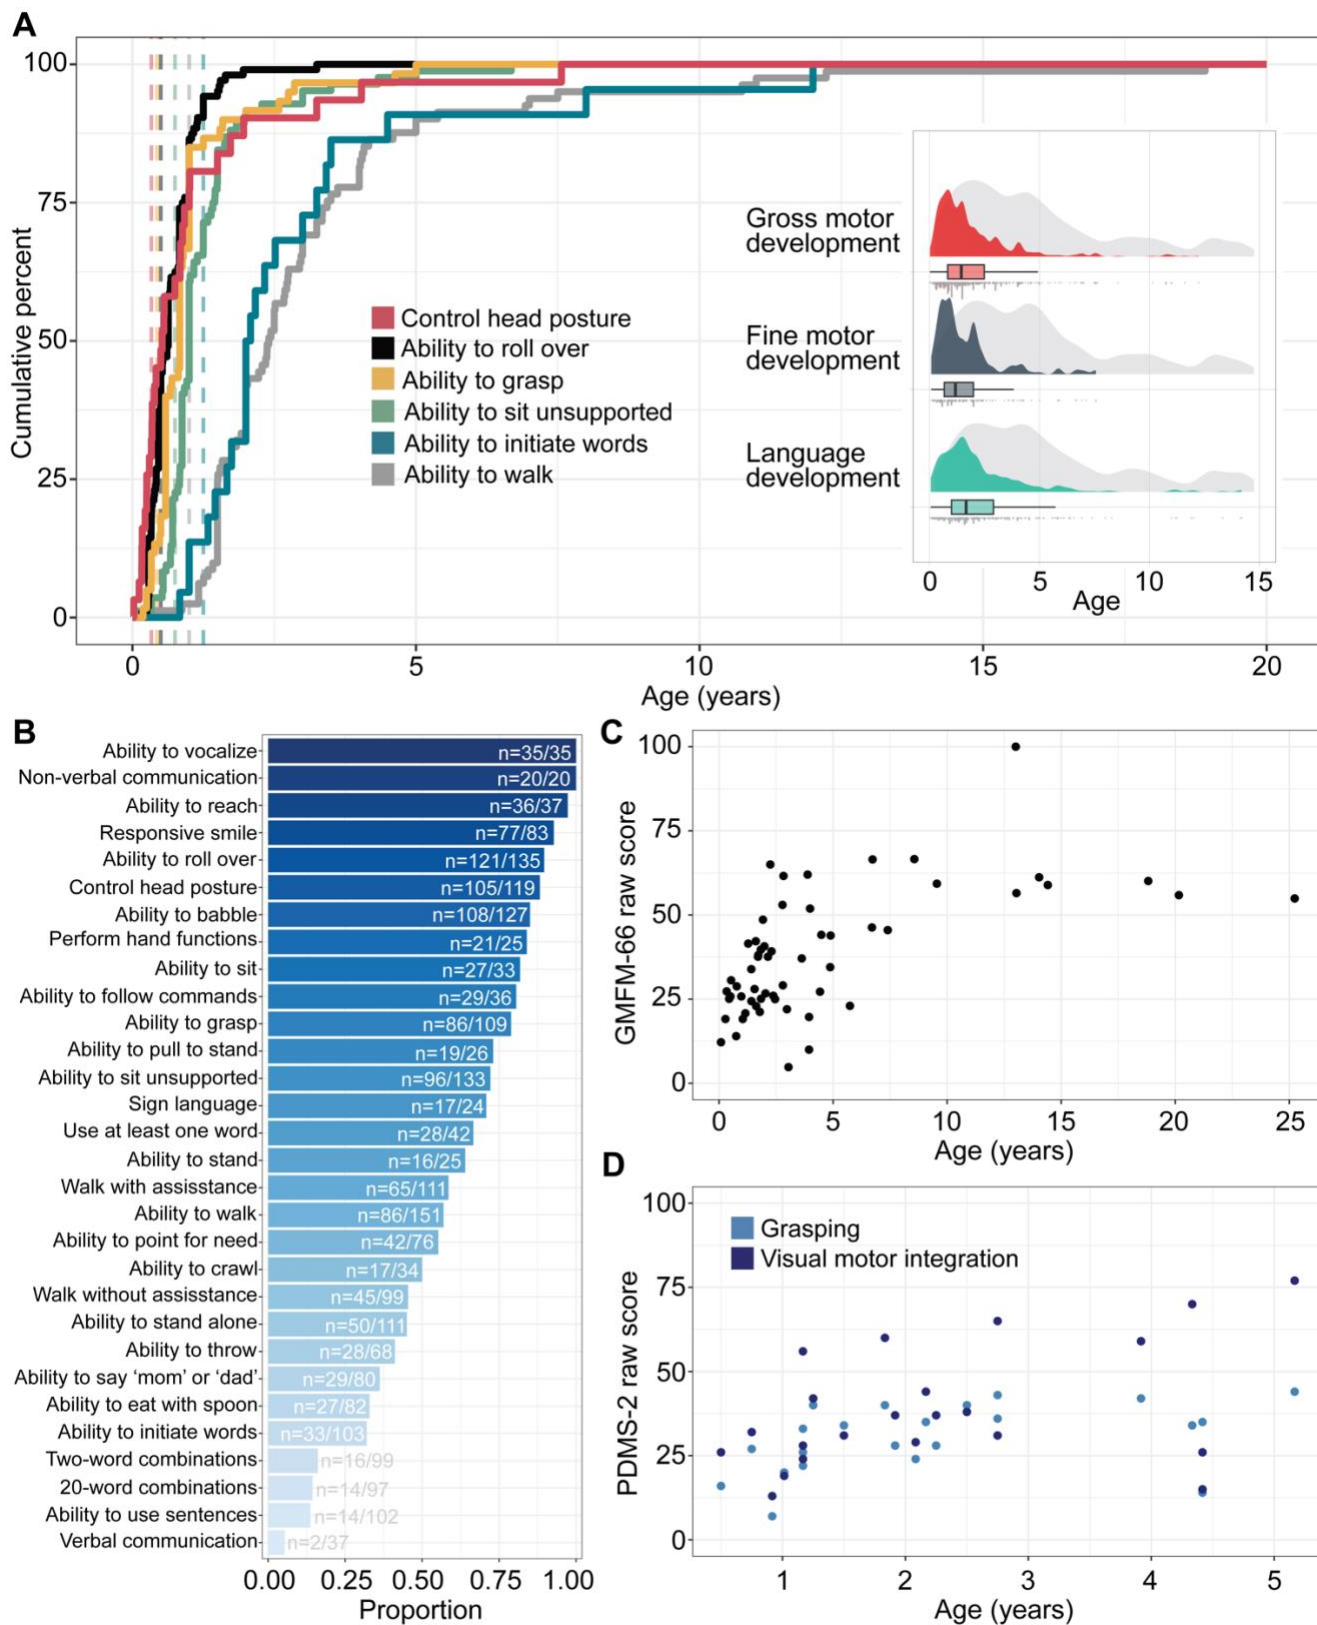 A
100
75
50
25
0
Cumulative percent
0
5
10
15
20
Age (years)
Control head posture
Ability to roll over
Ability to grasp
Ability to sit unsupported
Ability to initiate words
Ability to walk
Gross motor
development
Fine motor
development
Language
development
0
5
10
15
Age
B
Ability to vocalize n=35/35
Non-verbal communication n=20/20
Ability to reach n=36/37
Responsive smile n=77/83
Ability to roll over n=121/135
Control head posture n=105/119
Ability to babble n=108/127
Perform hand functions n=21/25
Ability to sit n=27/33
Ability to follow commands n=29/36
Ability to grasp n=86/109
Ability to pull to stand n=19/26
Ability to sit unsupported n=96/133
Sign language n=17/24
Use at least one word n=28/42
Ability to stand n=16/25
Walk with assisstance n=65/111
Ability to walk n=86/151
Ability to point for need n=42/76
Ability to crawl n=17/34
Walk without assisstance n=45/99
Ability to stand alone n=50/111
Ability to throw n=28/68
Ability to say ‘mom’ or ‘dad’ n=29/80
Ability to eat with spoon n=27/82
Ability to initiate words n=33/103
Two-word combinations n=16/99
20-word combinations n=14/97
Ability to use sentences n=14/102
Verbal communication n=2/37
0.00 0.25 0.50 0.75 1.00
Proportion
C
100
75
50
25
0
GMFM-66 raw score
0 5 10 15 20 25
Age (years)
D
100
75
50
25
0
PDMS-2 raw score
Grasping
Visual motor integration
1 2 3 4 5
Age (years)